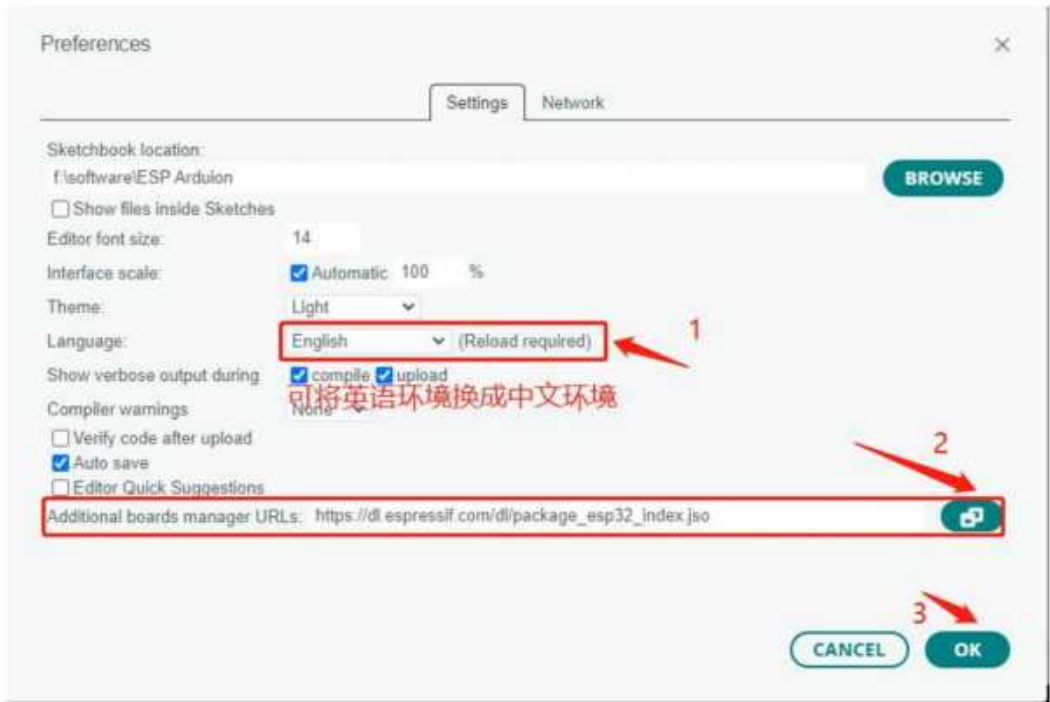 Preferences
Settings Network
Sketchbook location:
f:\software\ESP Arduion
BROWSE
Show files inside Sketches
Editor font size: 14
Interface scale: Automatic 100 %
Theme: Light
Language: English (Reload required)
1
Show verbose output during compile upload
可将英语环境换成中文环境
Compiler warnings None
Verify code after upload
2
Auto save
Editor Quick Suggestions
Additional boards manager URLs: https://dl.espressif.com/dl/package_esp32_index.jso
3
CANCEL OK